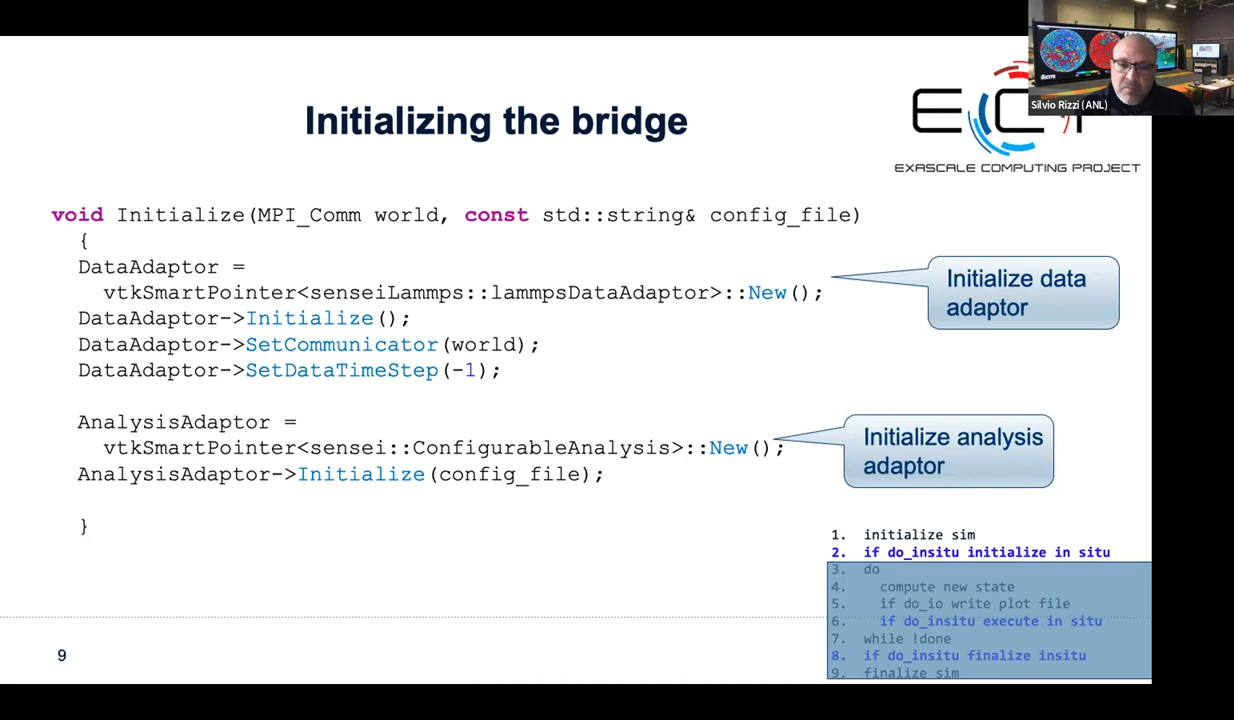 Silvio Rizzi (ANL)
Initializing the bridge
EXASCALE COMPUTING PROJECT
void Initialize(MPI_Comm world, const std::string& config_file)
{
DataAdaptor =
vtkSmartPointer<senseiLammps::lammpsDataAdaptor>::New();
DataAdaptor->Initialize();
DataAdaptor->SetCommunicator(world);
DataAdaptor->SetDataTimeStep(-1);
Initialize data
adaptor
AnalysisAdaptor =
vtkSmartPointer<sensei::ConfigurableAnalysis>::New();
AnalysisAdaptor->Initialize(config_file);
}
Initialize analysis
adaptor
1. initialize sim
2. if do_insitu initialize in situ
3. do
4. compute new state
5. if do_io write plot file
6. if do_insitu execute in situ
7. while !done
8. if do_insitu finalize insitu
9. finalize sim
9